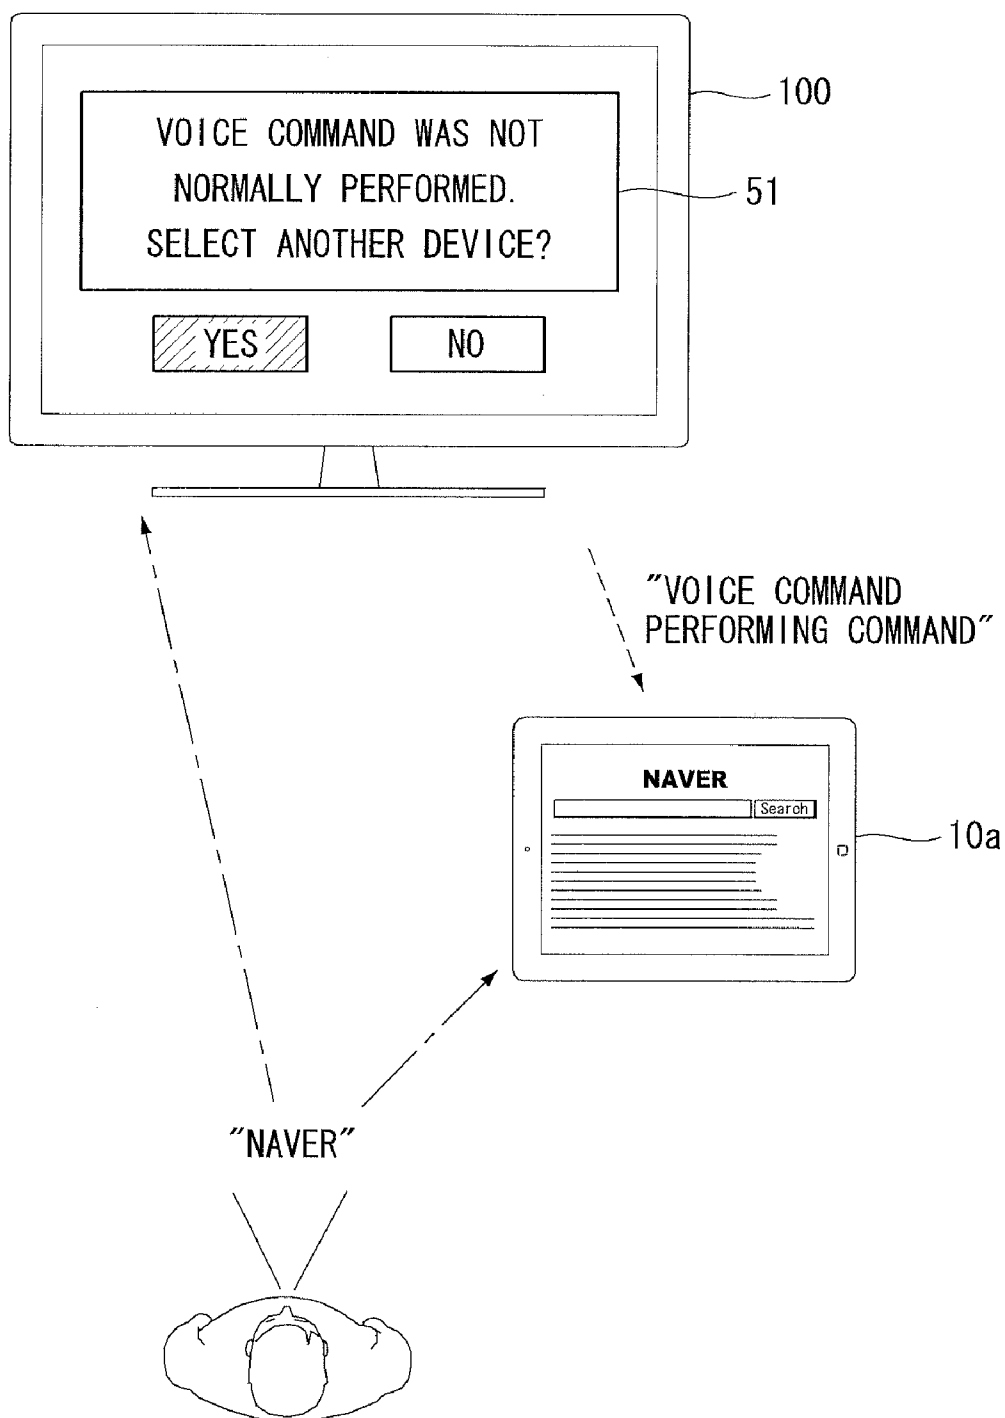 100
VOICE COMMAND WAS NOT
NORMALLY PERFORMED.
SELECT ANOTHER DEVICE?
51
YES
NO
"VOICE COMMAND
PERFORMING COMMAND"
NAVER
Search
10a
"NAVER"